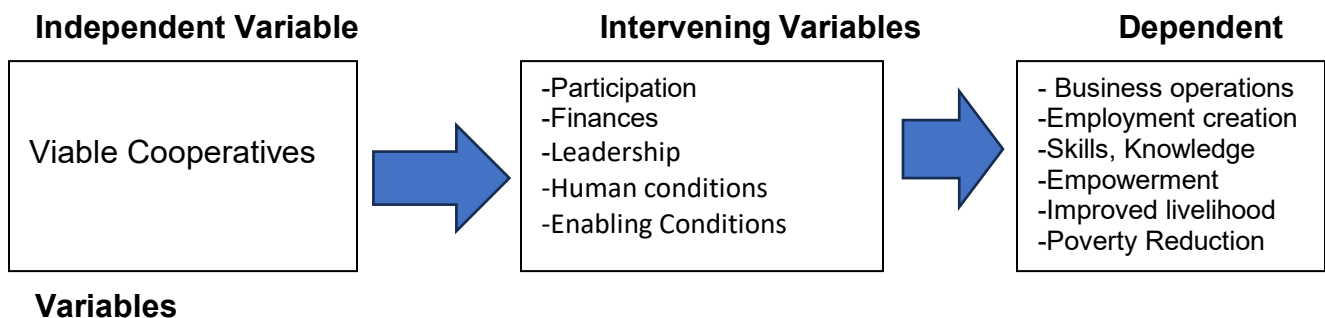 Independent Variable
Intervening Variables
Dependent
Viable Cooperatives
-Participation
-Finances
-Leadership
-Human conditions
-Enabling Conditions
- Business operations
-Employment creation
-Skills, Knowledge
-Empowerment
-Improved livelihood
-Poverty Reduction
Variables